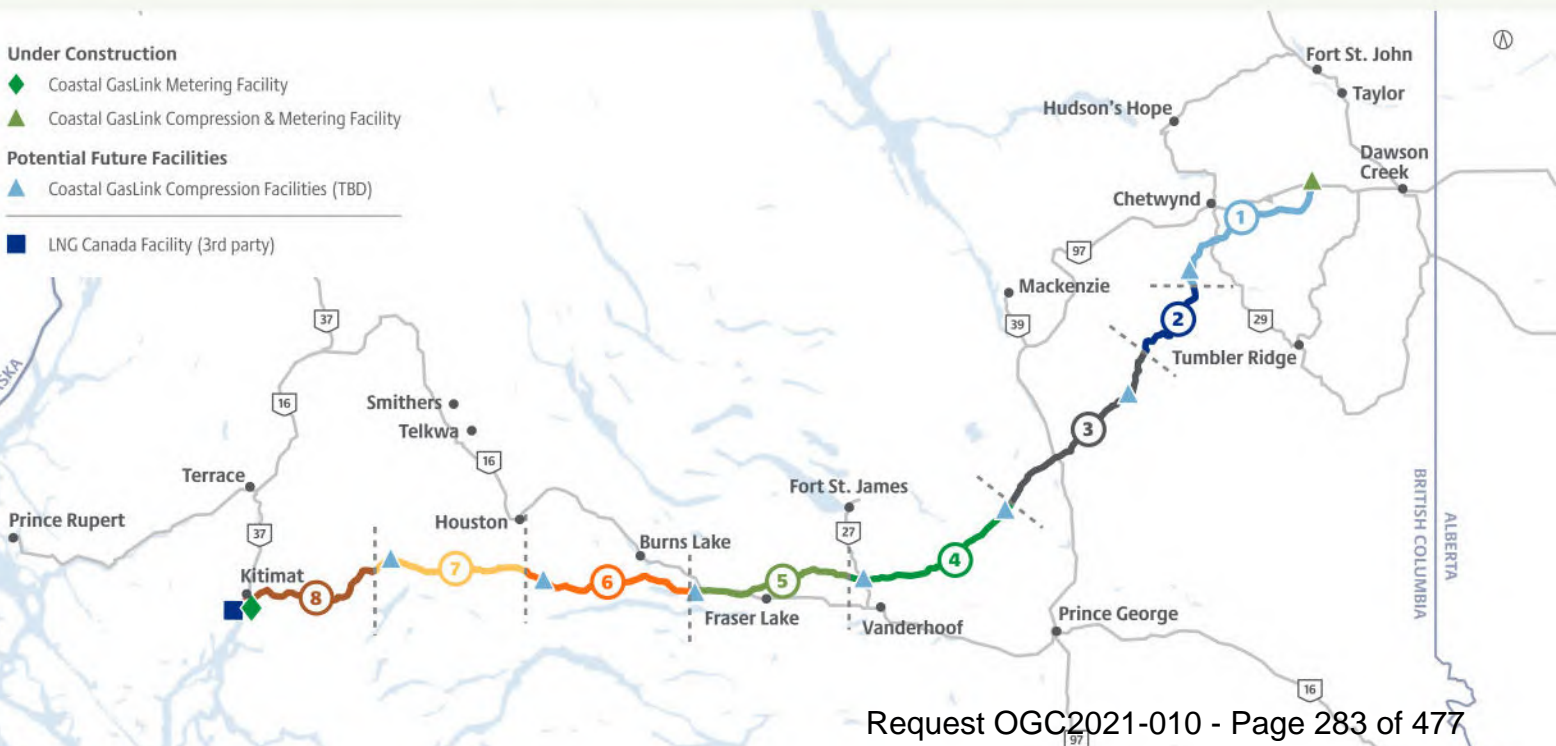 Under Construction
Coastal GasLink Metering Facility
Coastal GasLink Compression & Metering Facility
Potential Future Facilities
Coastal GasLink Compression Facilities (TBD)
LNG Canada Facility (3rd party)
Fort St. John
Taylor
Hudson's Hope
Dawson
Creek
Chetwynd
1
97
Mackenzie
2
39
29
Tumbler Ridge
37
SKA
16
Smithers
Telkwa
3
16
Terrace
Fort St. James
Prince Rupert
Houston
27
37
Burns Lake
BRITISH COLUMBIA
ALBERTA
Kitimat
8
7
6
5
4
Fraser Lake
Vanderhoof
Prince George
16
Request OGC2021-010 - Page 283 of 477
97